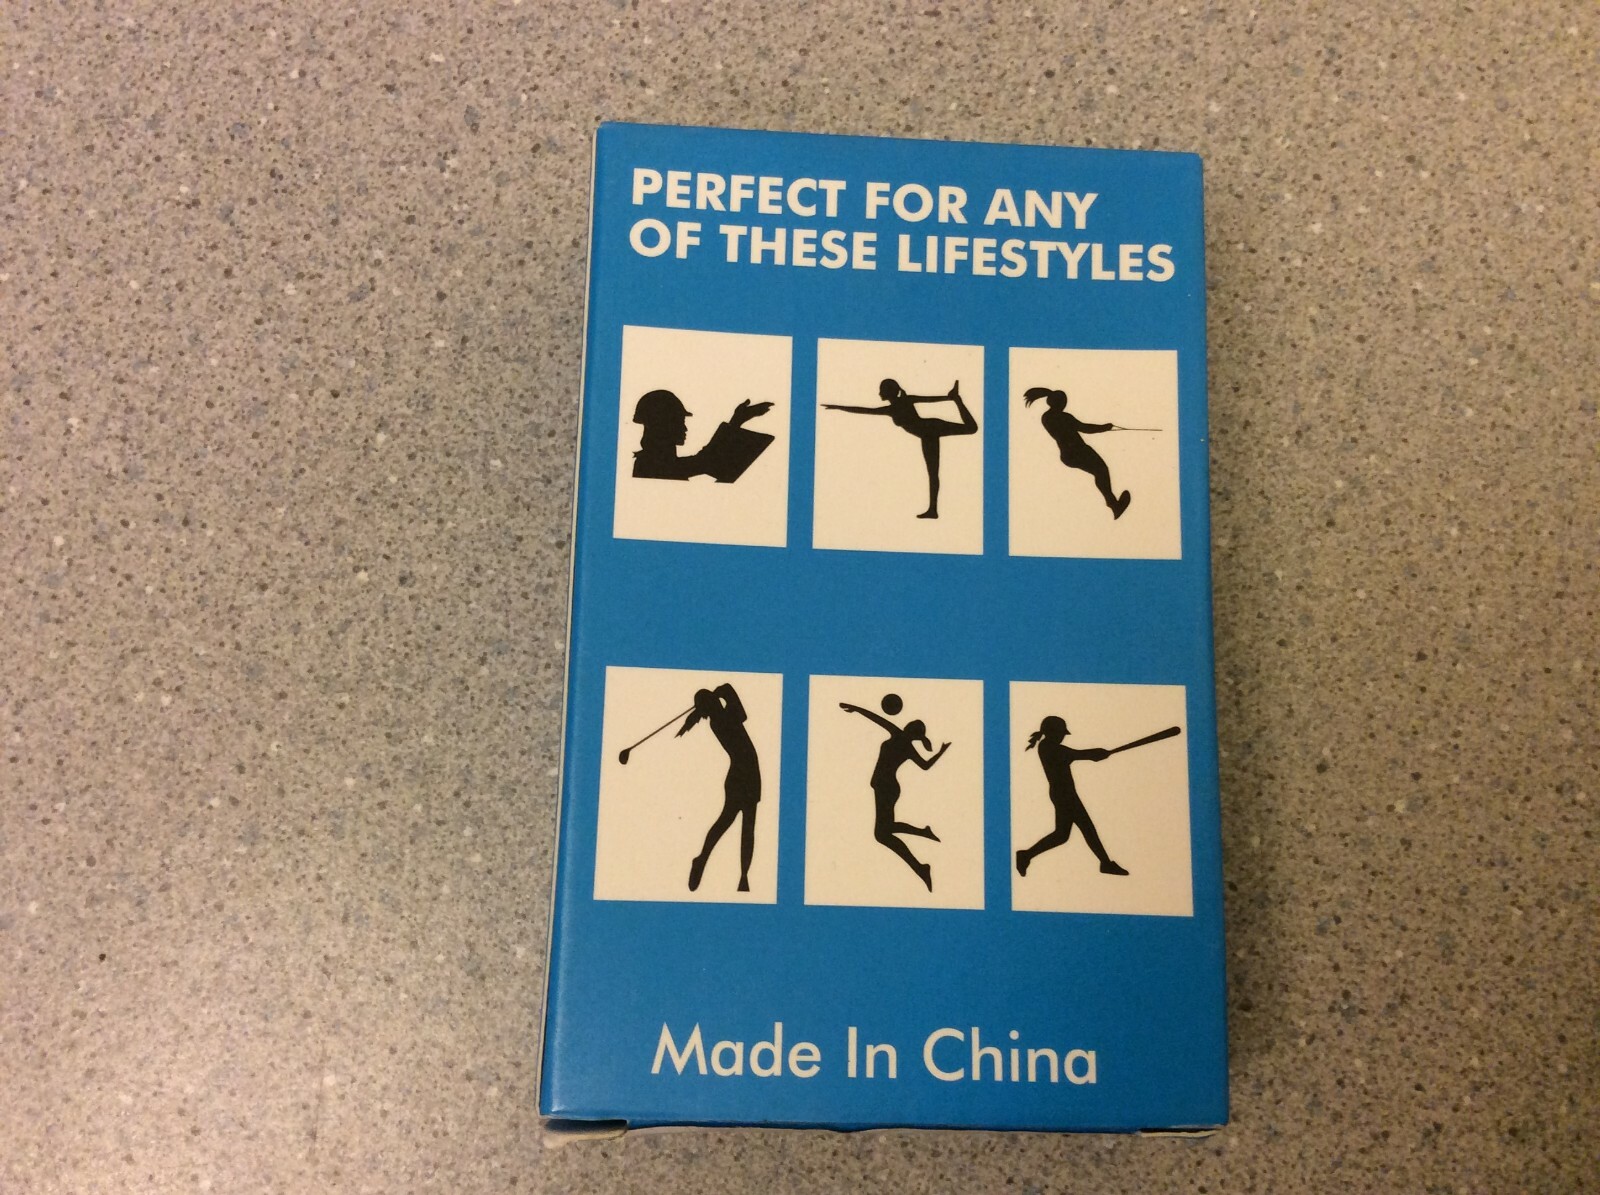 PERFECT FOR ANY
OF THESE LIFESTYLES
Made In China